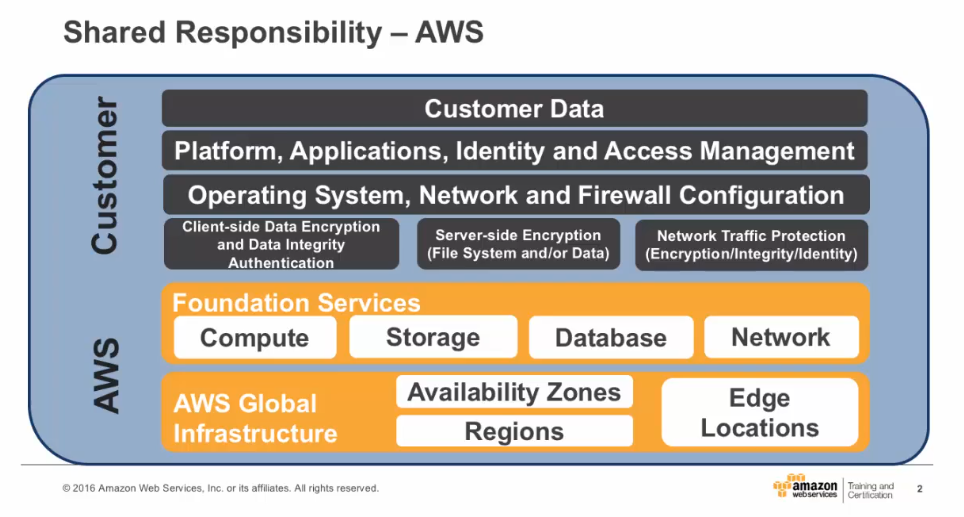 Shared Responsibility – AWS
Customer
Customer Data
Platform, Applications, Identity and Access Management
Operating System, Network and Firewall Configuration
Client-side Data Encryption
and Data Integrity
Authentication
Server-side Encryption
(File System and/or Data)
Network Traffic Protection
(Encryption/Integrity/Identity)
AWS
Foundation Services
Compute
Storage
Database
Network
AWS Global
Infrastructure
Availability Zones
Regions
Edge
Locations
© 2016 Amazon Web Services, Inc. or its affiliates. All rights reserved.
amazon
webservices
Training and
Certification
2